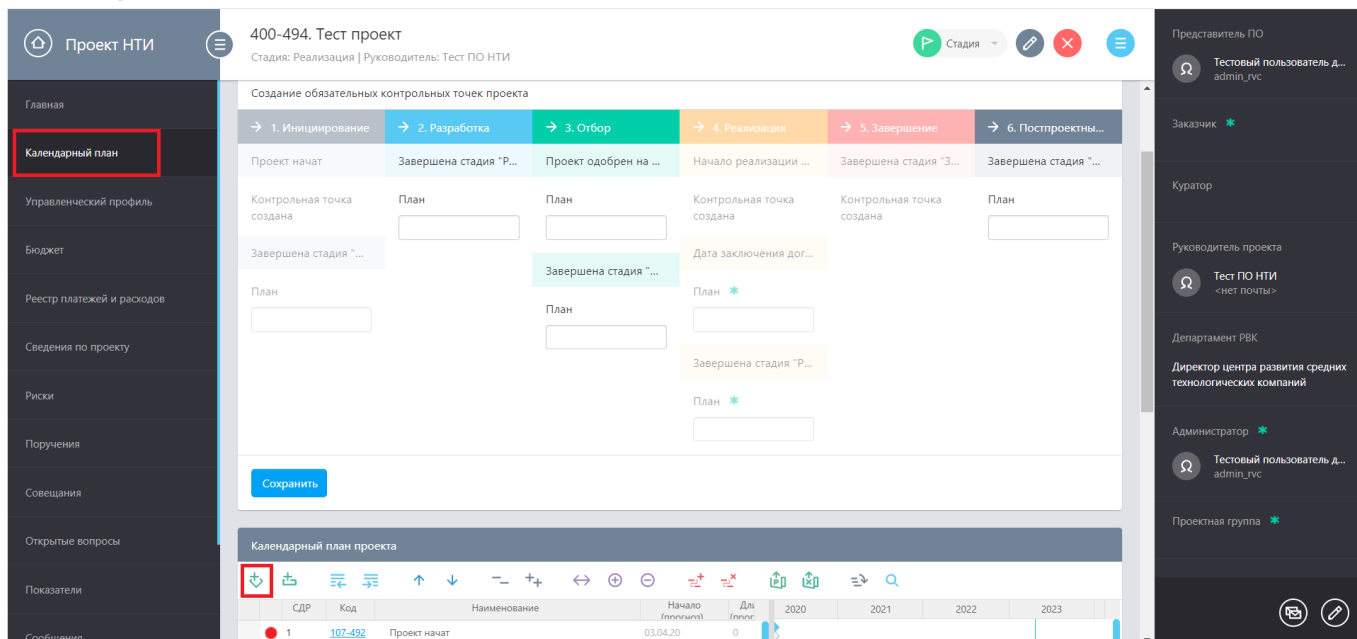 Проект НТИ
400-494. Тест проект
Стадия: Реализация | Руководитель: Тест ПО НТИ
Стадия
Главная
Календарный план
Управленческий профиль
Бюджет
Реестр платежей и расходов
Сведения по проекту
Риски
Поручения
Совещания
Открытые вопросы
Показатели
Сообщения
Создание обязательных контрольных точек проекта
→ 1. Инициирование
→ 2. Разработка
→ 3. Отбор
→ 4. Реализация
→ 5. Завершение
→ 6. Постпроектны...
Проект начат
Завершена стадия "Р...
Проект одобрен на ...
Начало реализации ...
Завершена стадия "З...
Завершена стадия "...
Контрольная точка
создана
План
План
Контрольная точка
создана
Контрольная точка
создана
План
Завершена стадия "...
Завершена стадия "...
Дата заключения дог...
План
План
План *
Завершена стадия "Р...
План *
Сохранить
Календарный план проекта
СДР
Код
Наименование
Начало
(прогноз)
2020
2021
2022
2023
1
107-492
Проект начат
03.04.20
0
Представитель ПО
Тестовый пользователь д...
admin_rvc
Заказчик *
Куратор
Руководитель проекта
Тест ПО НТИ
<нет почты>
Департамент РВК
Директор центра развития средних
технологических компаний
Администратор *
Тестовый пользователь д...
admin_rvc
Проектная группа *